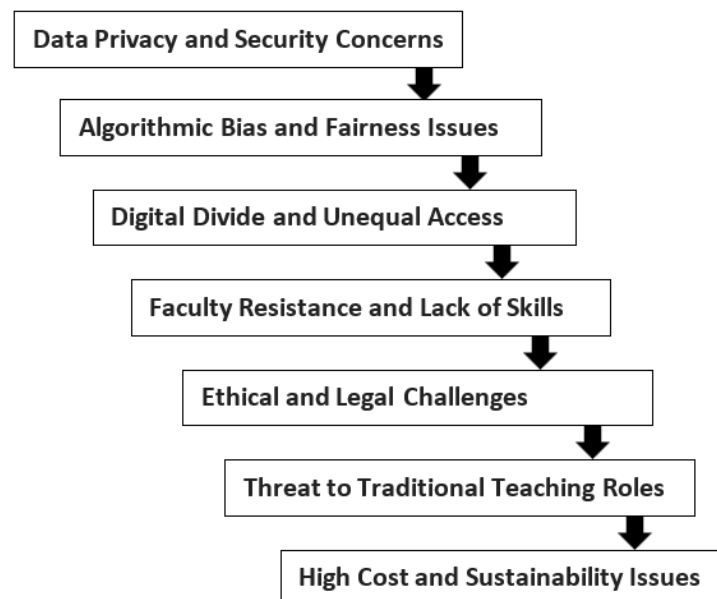 Data Privacy and Security Concerns
Algorithmic Bias and Fairness Issues
Digital Divide and Unequal Access
Faculty Resistance and Lack of Skills
Ethical and Legal Challenges
Threat to Traditional Teaching Roles
High Cost and Sustainability Issues